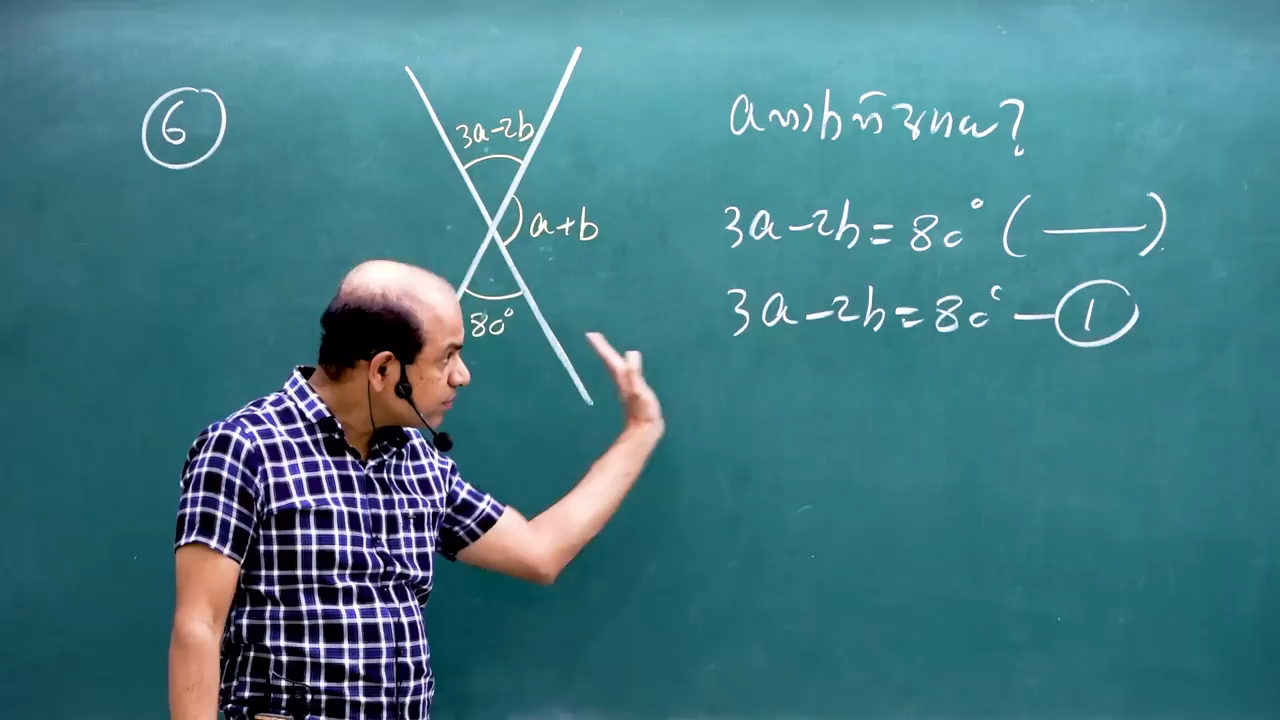 6
3a-2b
a+b
80°
3a-2b=80° ( — )
3a-2b=80° — 1